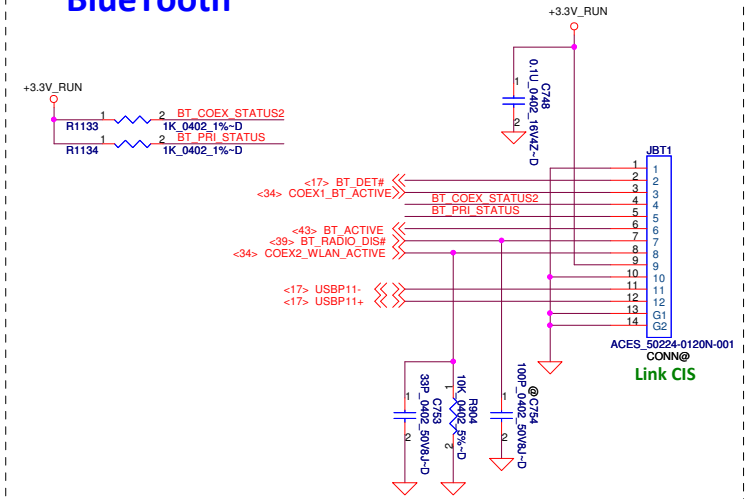 BlueTooth
+3.3V_RUN
+3.3V_RUN
1
2
C748
0.1U_0402_16V4Z~D
1 2 BT_COEX_STATUS2
R1133 1K_0402_1%~D
1 2 BT_PRI_STATUS
R1134 1K_0402_1%~D
JBT1
1 1
<17> BT_DET# 2 2
<34> COEX1_BT_ACTIVE 3 3
BT_COEX_STATUS2 4 4
BT_PRI_STATUS 5 5
<43> BT_ACTIVE 6 6
<39> BT_RADIO_DIS# 7 7
<34> COEX2_WLAN_ACTIVE 8 8
9 9
10 10
<17> USBP11- 11 11
<17> USBP11+ 12 12
13 G1
14 G2
ACES_50224-0120N-001
CONN@
Link CIS
1
2
C753
33P_0402_50V8J~D
1
2
R904
10K_0402_5%~D
1
2
@C754
100P_0402_50V8J~D